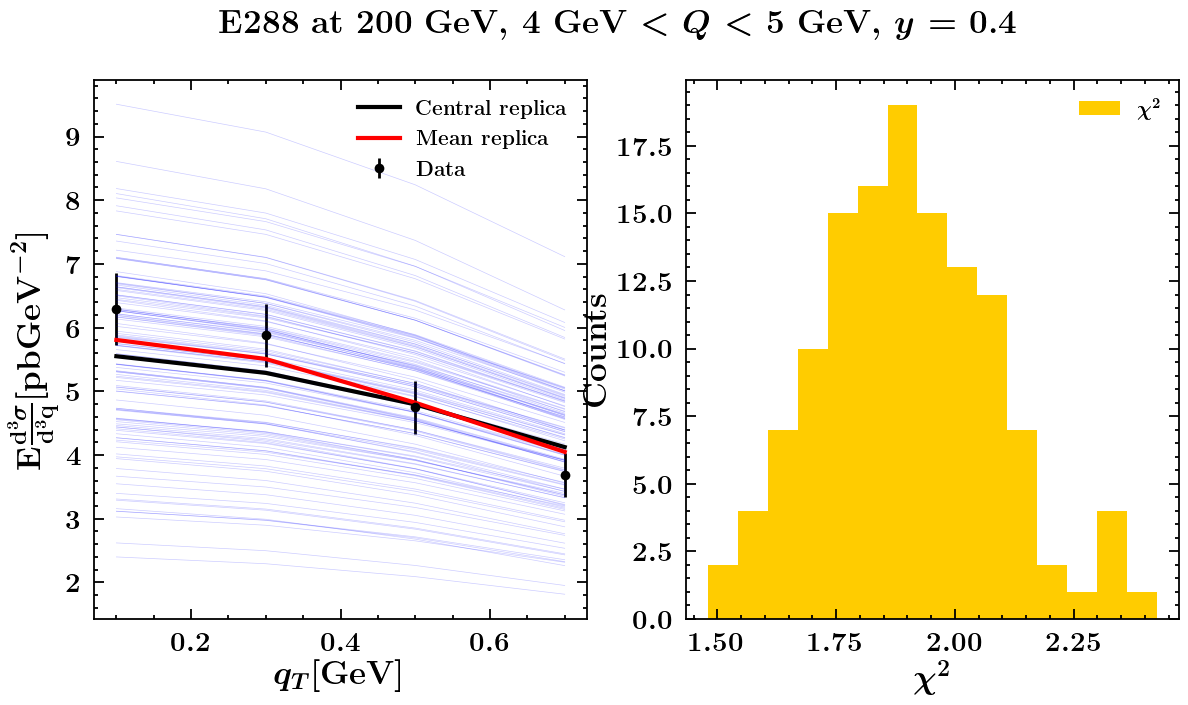 E288 at 200 GeV, 4 GeV < Q < 5 GeV, y = 0.4
Central replica
Mean replica
Data
9
8
7
6
5
4
3
2
E d³σ/d³q [pbGeV⁻²]
0.2 0.4 0.6
q_T[GeV]
χ²
17.5
15.0
12.5
10.0
7.5
5.0
2.5
0.0
Counts
1.50 1.75 2.00 2.25
χ²